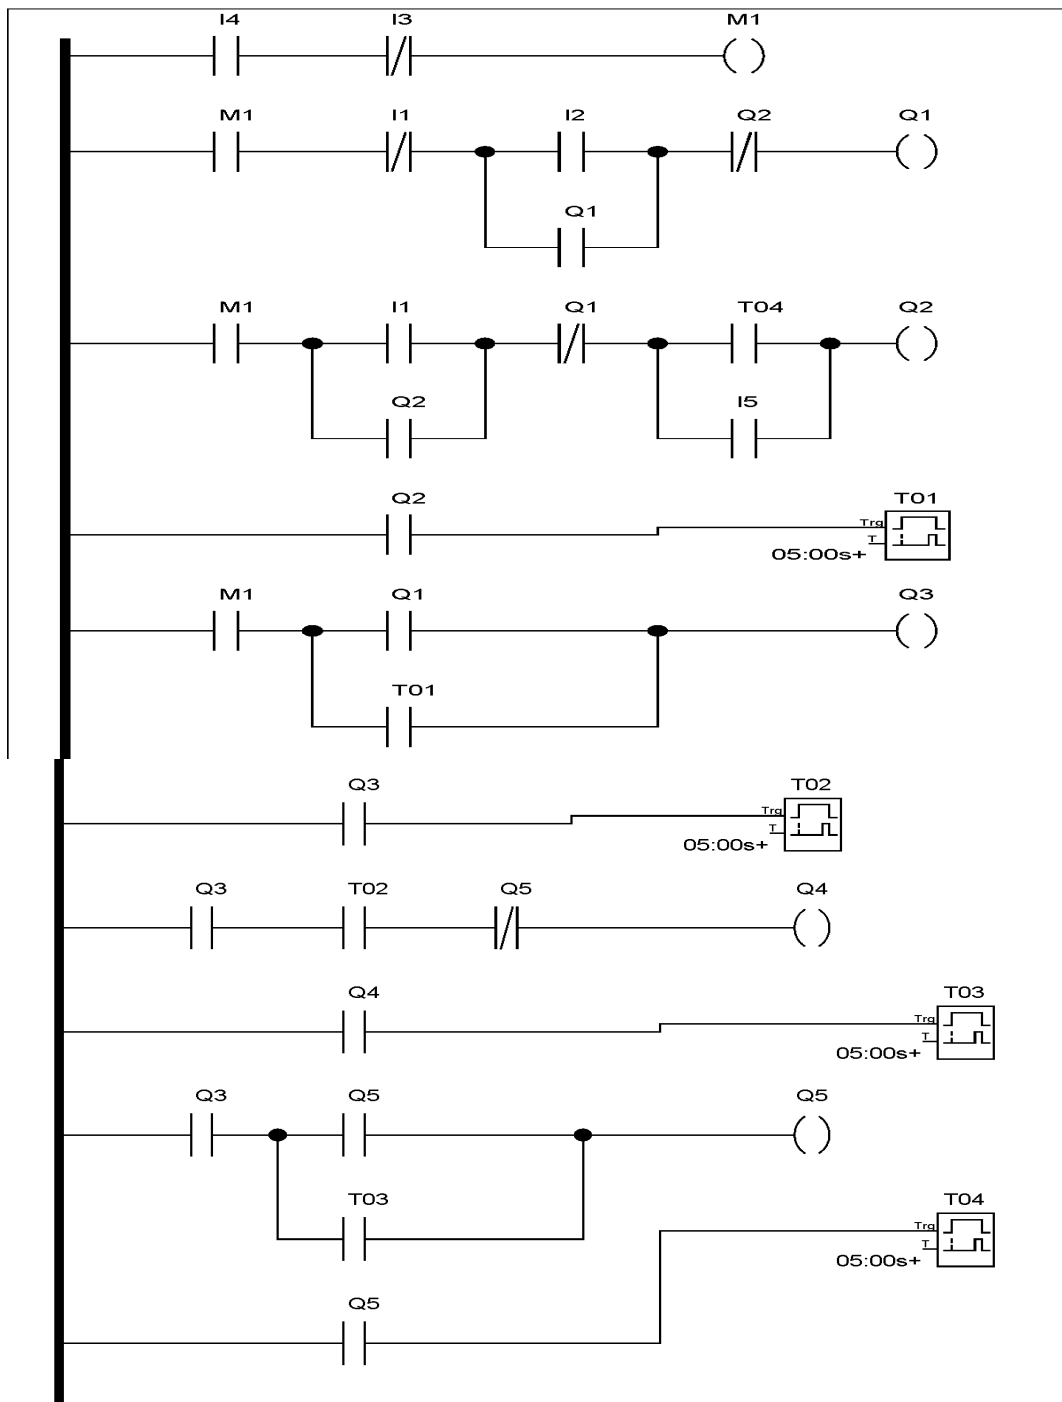 I4 I3 M1
M1 I1 I2 Q2 Q1
Q1
M1 I1 Q1 T04 Q2
Q2 I5
Q2 T01
Trg
T
05:00s+
M1 Q1 Q3
T01
Q3 T02
Trg
T
05:00s+
Q3 T02 Q5 Q4
Q4 T03
Trg
T
05:00s+
Q3 Q5 Q5
T03 T04
Trg
T
05:00s+
Q5